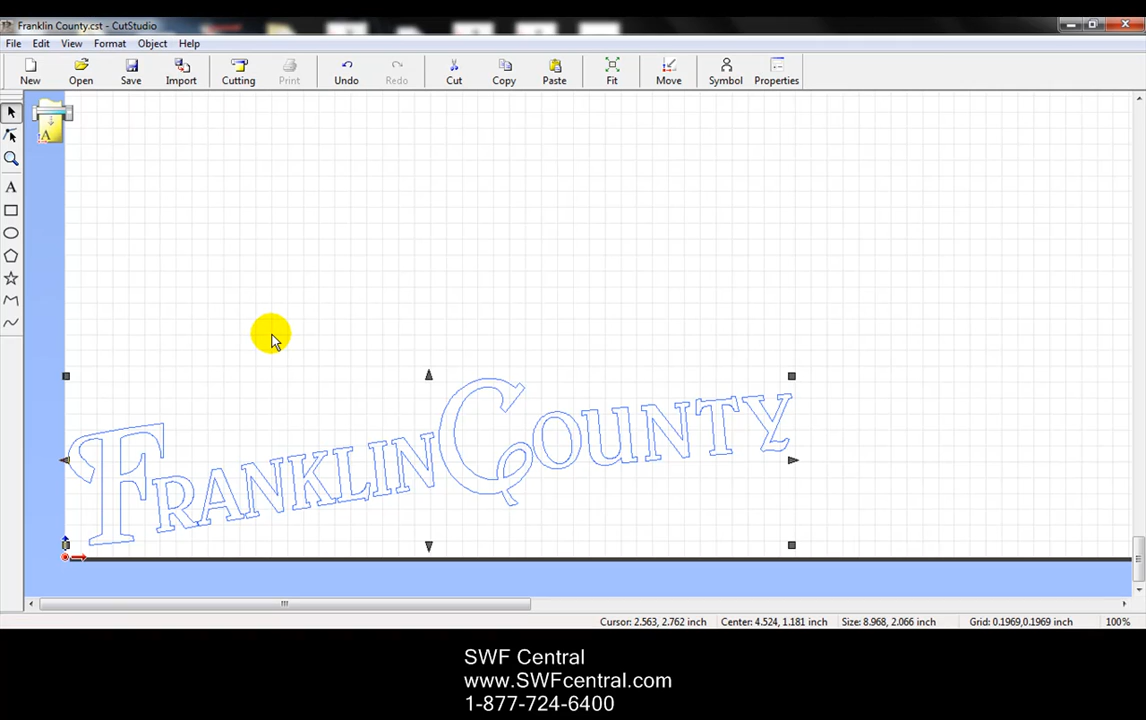 Franklin County.cst - CutStudio
File Edit View Format Object Help
New Open Save Import Cutting Print Undo Redo Cut Copy Paste Fit Move Symbol Properties
A
A
FRANKLIN COUNTY
Cursor: 2.563, 2.762 inch Center: 4.524, 1.181 inch Size: 8.968, 2.066 inch Grid: 0.1969,0.1969 inch 100%
SWF Central
www.SWFcentral.com
1-877-724-6400